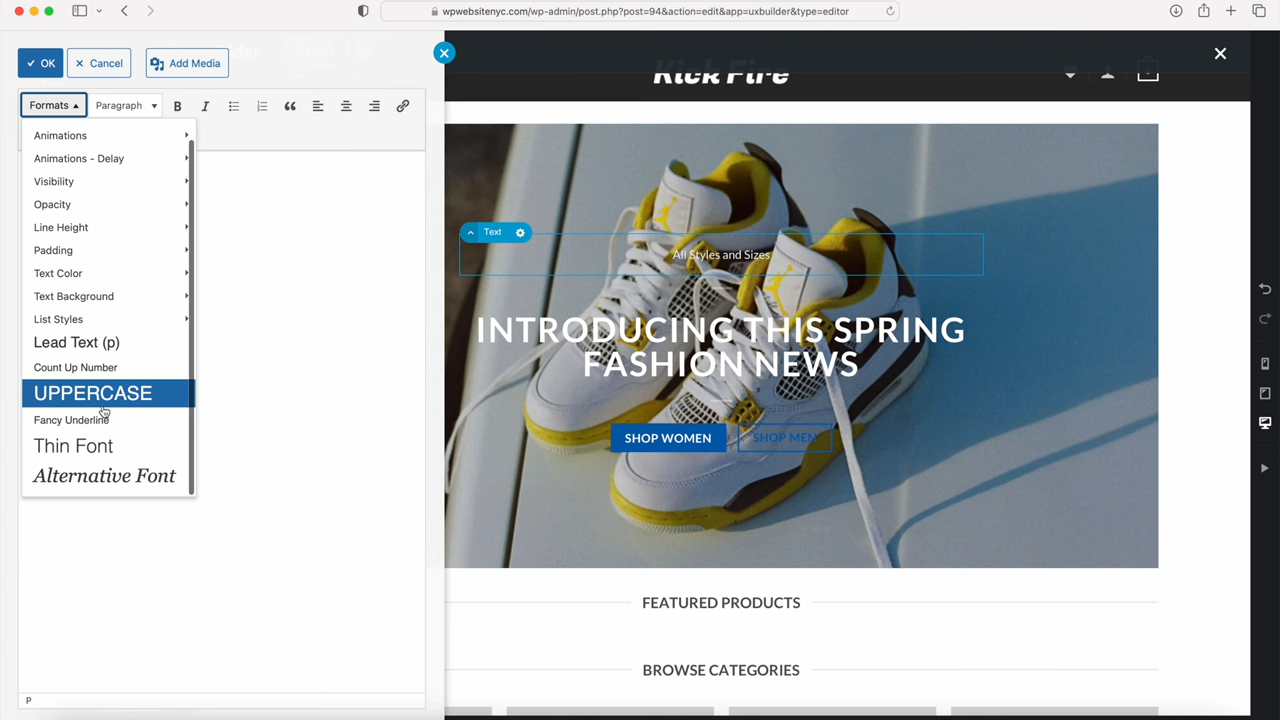 wpwebsitenyc.com/wp-admin/post.php?post=94&action=edit&app=uxbuilder&type=editor
OK
Cancel
Add Media
Kick Fire
Formats
Paragraph
Animations
Animations - Delay
Visibility
Opacity
Line Height
Padding
Text Color
Text Background
List Styles
Lead Text (p)
Count Up Number
UPPERCASE
Fancy Underline
Thin Font
Alternative Font
P
Text
All Styles and Sizes
INTRODUCING THIS SPRING
FASHION NEWS
SHOP WOMEN
SHOP MEN
FEATURED PRODUCTS
BROWSE CATEGORIES